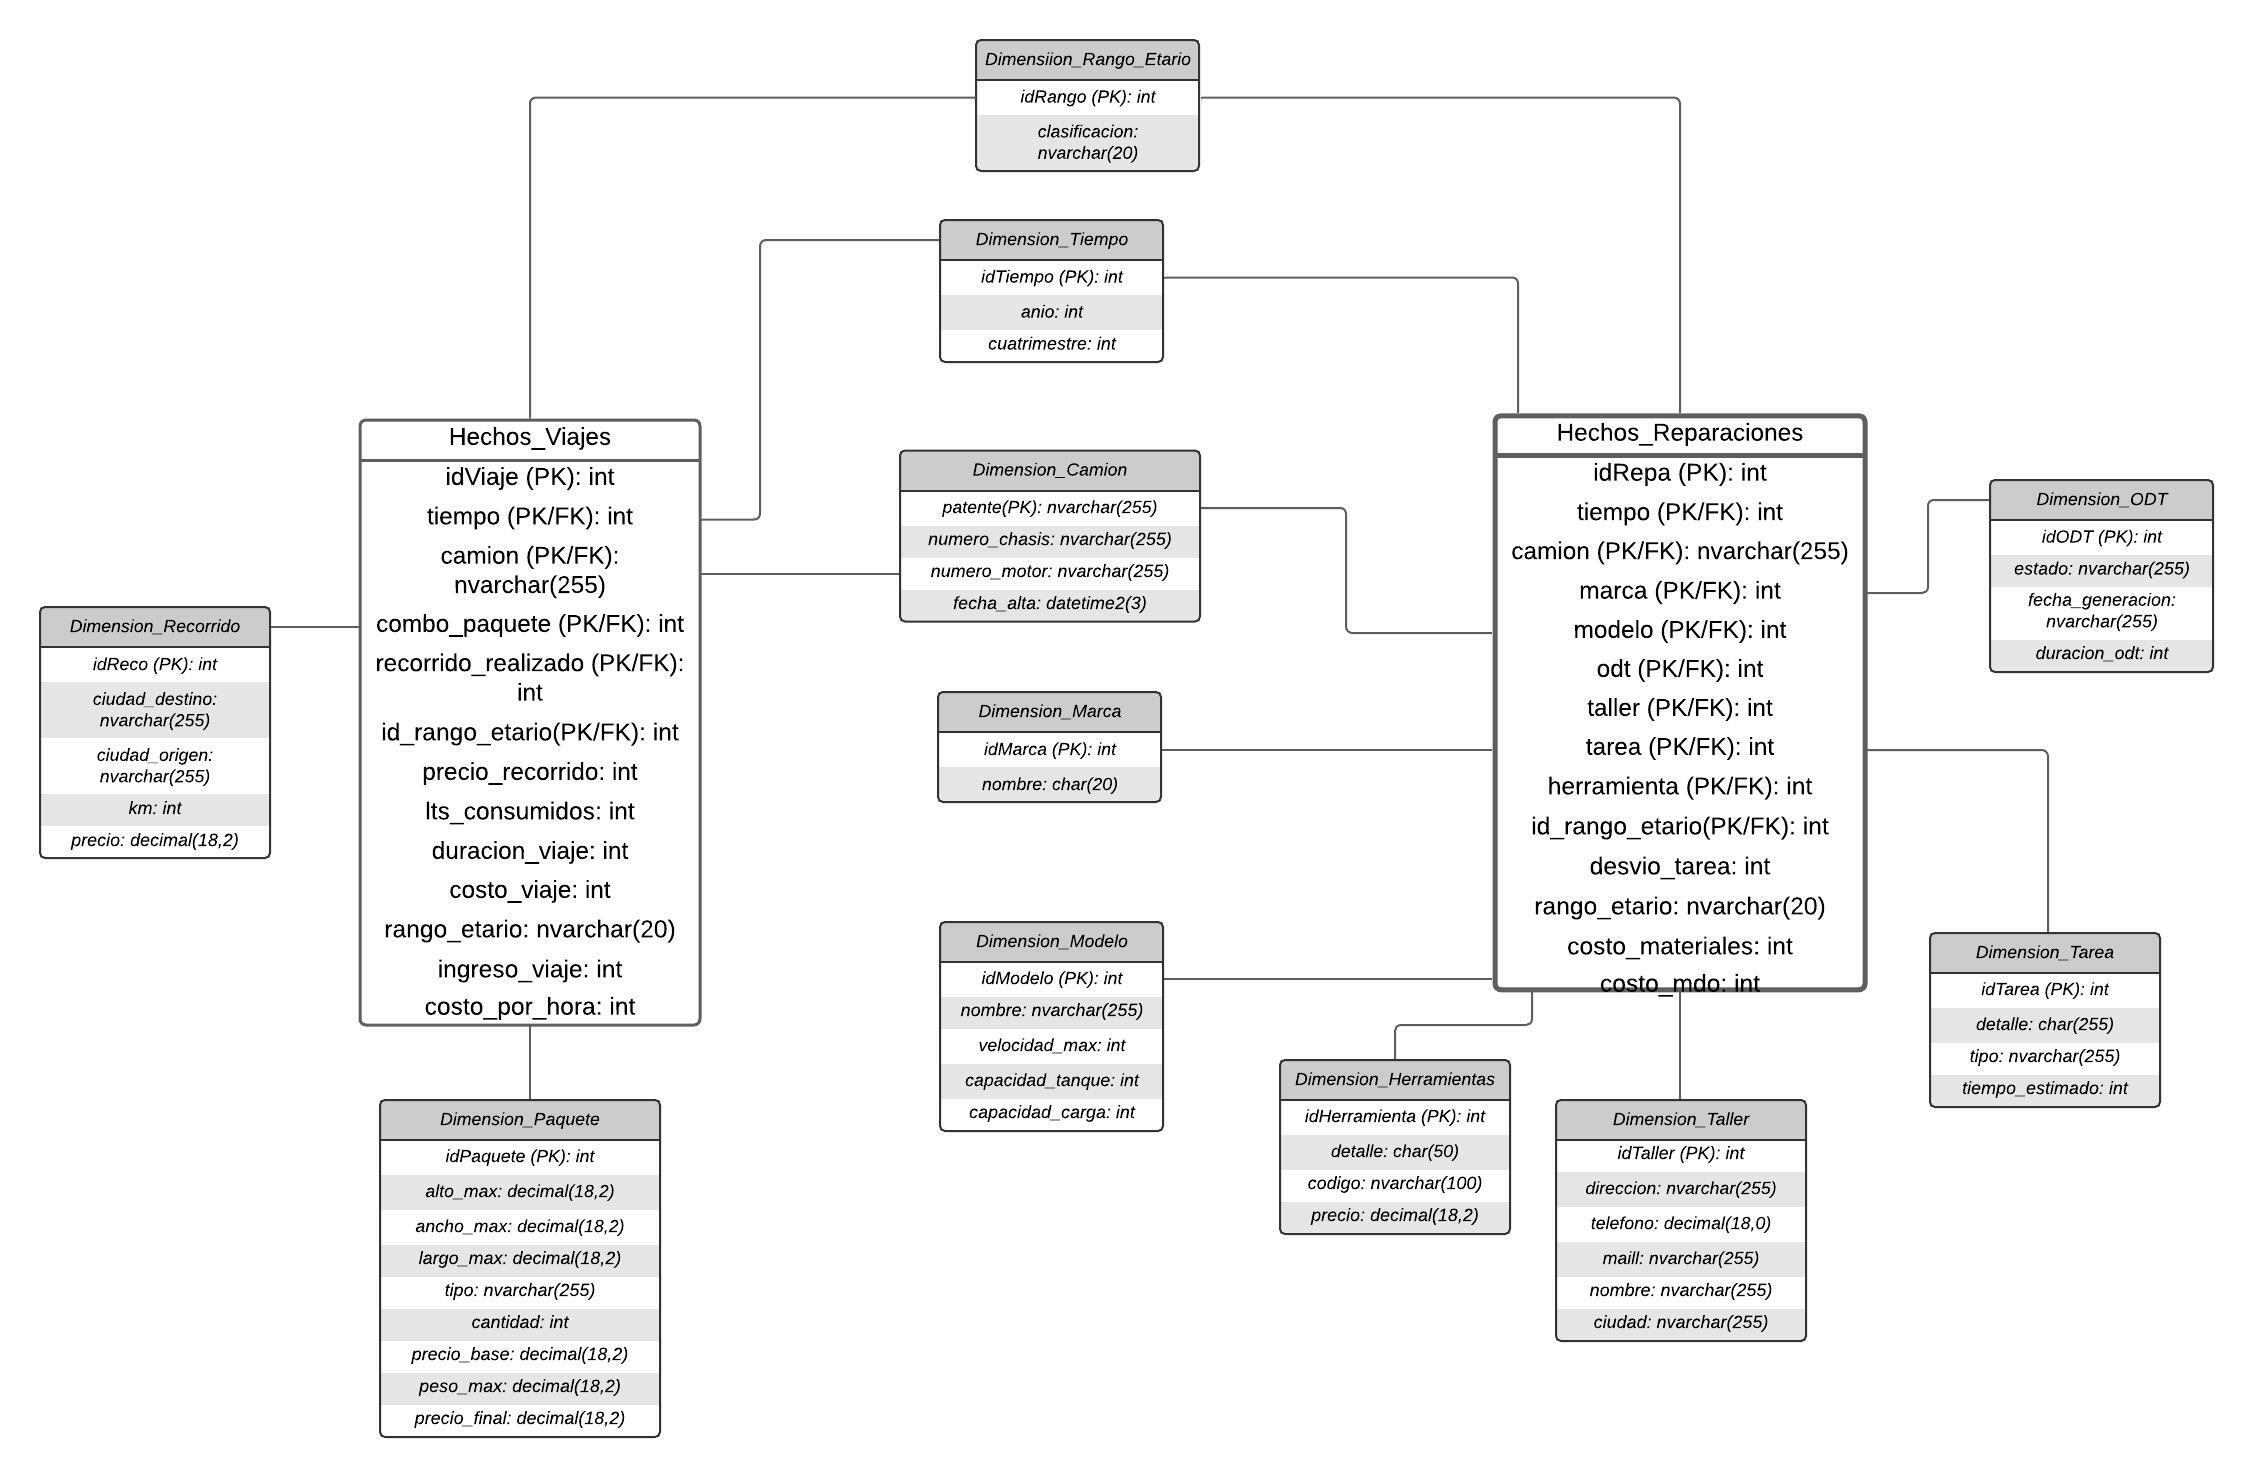 Dimensiion_Rango_Etario
idRango (PK): int
clasificacion:
nvarchar(20)
Dimension_Tiempo
idTiempo (PK): int
anio: int
cuatrimestre: int
Hechos_Viajes
idViaje (PK): int
tiempo (PK/FK): int
camion (PK/FK):
nvarchar(255)
combo_paquete (PK/FK): int
recorrido_realizado (PK/FK):
int
id_rango_etario(PK/FK): int
precio_recorrido: int
lts_consumidos: int
duracion_viaje: int
costo_viaje: int
rango_etario: nvarchar(20)
ingreso_viaje: int
costo_por_hora: int
Dimension_Camion
patente(PK): nvarchar(255)
numero_chasis: nvarchar(255)
numero_motor: nvarchar(255)
fecha_alta: datetime2(3)
Hechos_Reparaciones
idRepa (PK): int
tiempo (PK/FK): int
camion (PK/FK): nvarchar(255)
marca (PK/FK): int
modelo (PK/FK): int
odt (PK/FK): int
taller (PK/FK): int
tarea (PK/FK): int
herramienta (PK/FK): int
id_rango_etario(PK/FK): int
desvio_tarea: int
rango_etario: nvarchar(20)
costo_materiales: int
costo_mdo: int
Dimension_ODT
idODT (PK): int
estado: nvarchar(255)
fecha_generacion:
nvarchar(255)
duracion_odt: int
Dimension_Recorrido
idReco (PK): int
ciudad_destino:
nvarchar(255)
ciudad_origen:
nvarchar(255)
km: int
precio: decimal(18,2)
Dimension_Marca
idMarca (PK): int
nombre: char(20)
Dimension_Modelo
idModelo (PK): int
nombre: nvarchar(255)
velocidad_max: int
capacidad_tanque: int
capacidad_carga: int
Dimension_Tarea
idTarea (PK): int
detalle: char(255)
tipo: nvarchar(255)
tiempo_estimado: int
Dimension_Herramientas
idHerramienta (PK): int
detalle: char(50)
codigo: nvarchar(100)
precio: decimal(18,2)
Dimension_Taller
idTaller (PK): int
direccion: nvarchar(255)
telefono: decimal(18,0)
maill: nvarchar(255)
nombre: nvarchar(255)
ciudad: nvarchar(255)
Dimension_Paquete
idPaquete (PK): int
alto_max: decimal(18,2)
ancho_max: decimal(18,2)
largo_max: decimal(18,2)
tipo: nvarchar(255)
cantidad: int
precio_base: decimal(18,2)
peso_max: decimal(18,2)
precio_final: decimal(18,2)